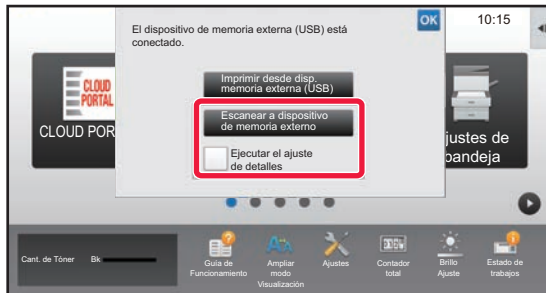 El dispositivo de memoria externa (USB) está
conectado.
OK
10:15
Imprimir desde disp.
memoria externa (USB)
Escanear a dispositivo
de memoria externo
Ejecutar el ajuste
de detalles
CLOUD
PORTAL
CLOUD POR
justes de
bandeja
Cant. de Tóner
Bk
Guía de
Funcionamiento
Ampliar
modo
Visualización
Ajustes
Contador
total
Brillo
Ajuste
Estado de
trabajos